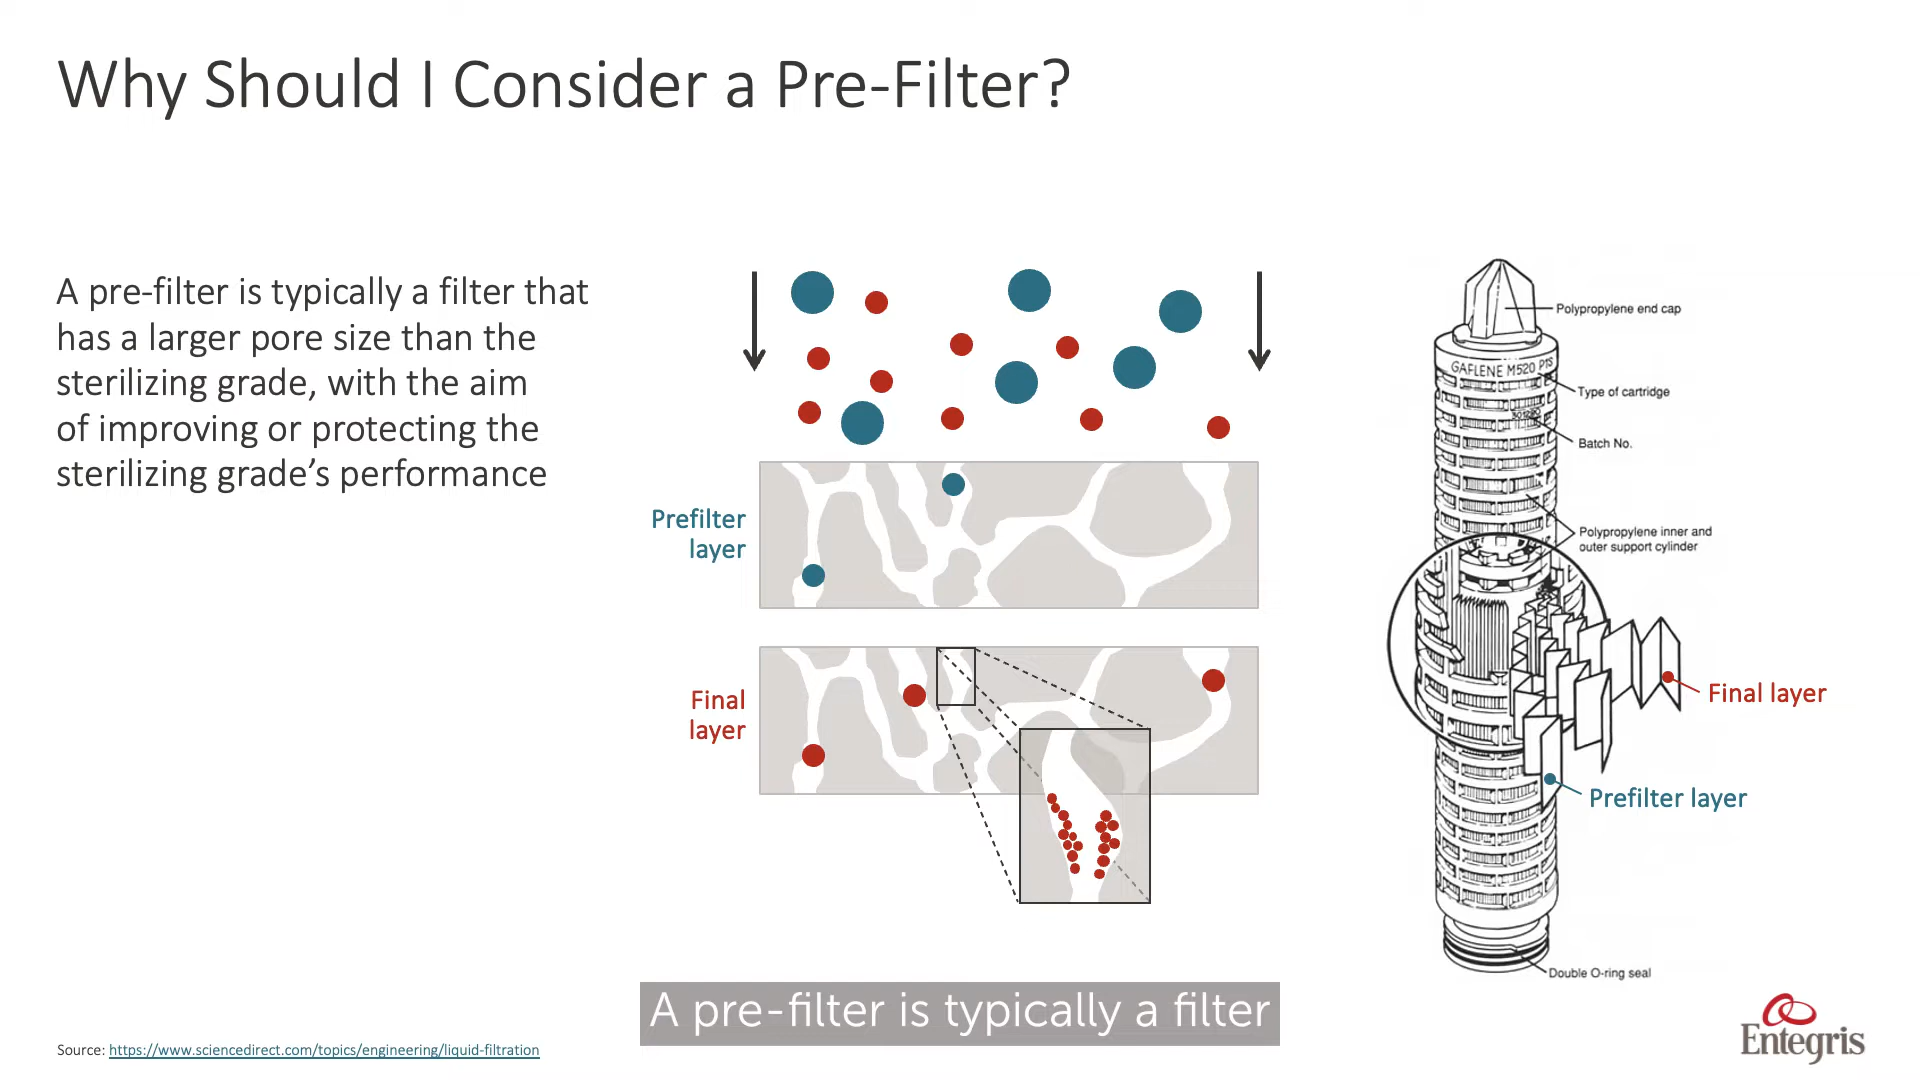 Why Should I Consider a Pre-Filter?
A pre-filter is typically a filter that
has a larger pore size than the
sterilizing grade, with the aim
of improving or protecting the
sterilizing grade’s performance
Prefilter
layer
Final
layer
Polypropylene end cap
GAFLENE M520 P1S
Type of cartridge
Batch No.
Polypropylene inner and
outer support cylinder
Final layer
Prefilter layer
Double O-ring seal
A pre-filter is typically a filter
Source: https://www.sciencedirect.com/topics/engineering/liquid-filtration
Entegris